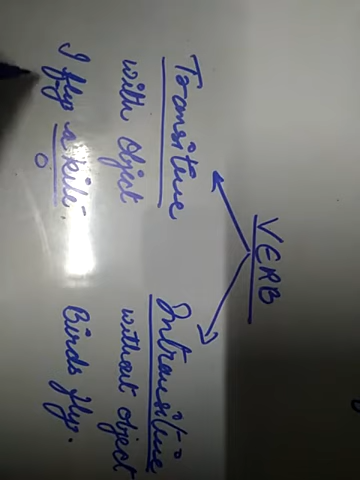 VERB
Transitive
with object
I fly a kite.
O
Intransitive
without object
Birds fly.